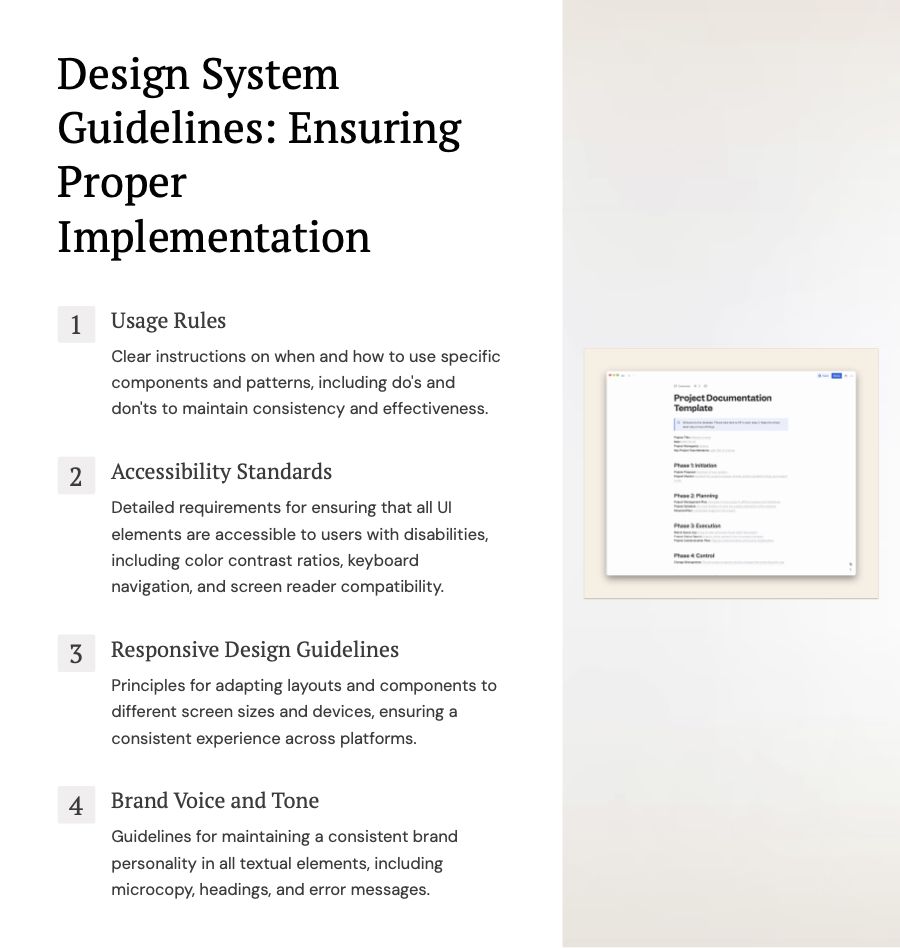 Design System
Guidelines: Ensuring
Proper
Implementation
1
Usage Rules
Clear instructions on when and how to use specific
components and patterns, including do's and
don'ts to maintain consistency and effectiveness.
2
Accessibility Standards
Detailed requirements for ensuring that all UI
elements are accessible to users with disabilities,
including color contrast ratios, keyboard
navigation, and screen reader compatibility.
3
Responsive Design Guidelines
Principles for adapting layouts and components to
different screen sizes and devices, ensuring a
consistent experience across platforms.
4
Brand Voice and Tone
Guidelines for maintaining a consistent brand
personality in all textual elements, including
microcopy, headings, and error messages.
Project Documentation
Template
Phase 1: Initiation
Phase 2: Planning
Phase 3: Execution
Phase 4: Control